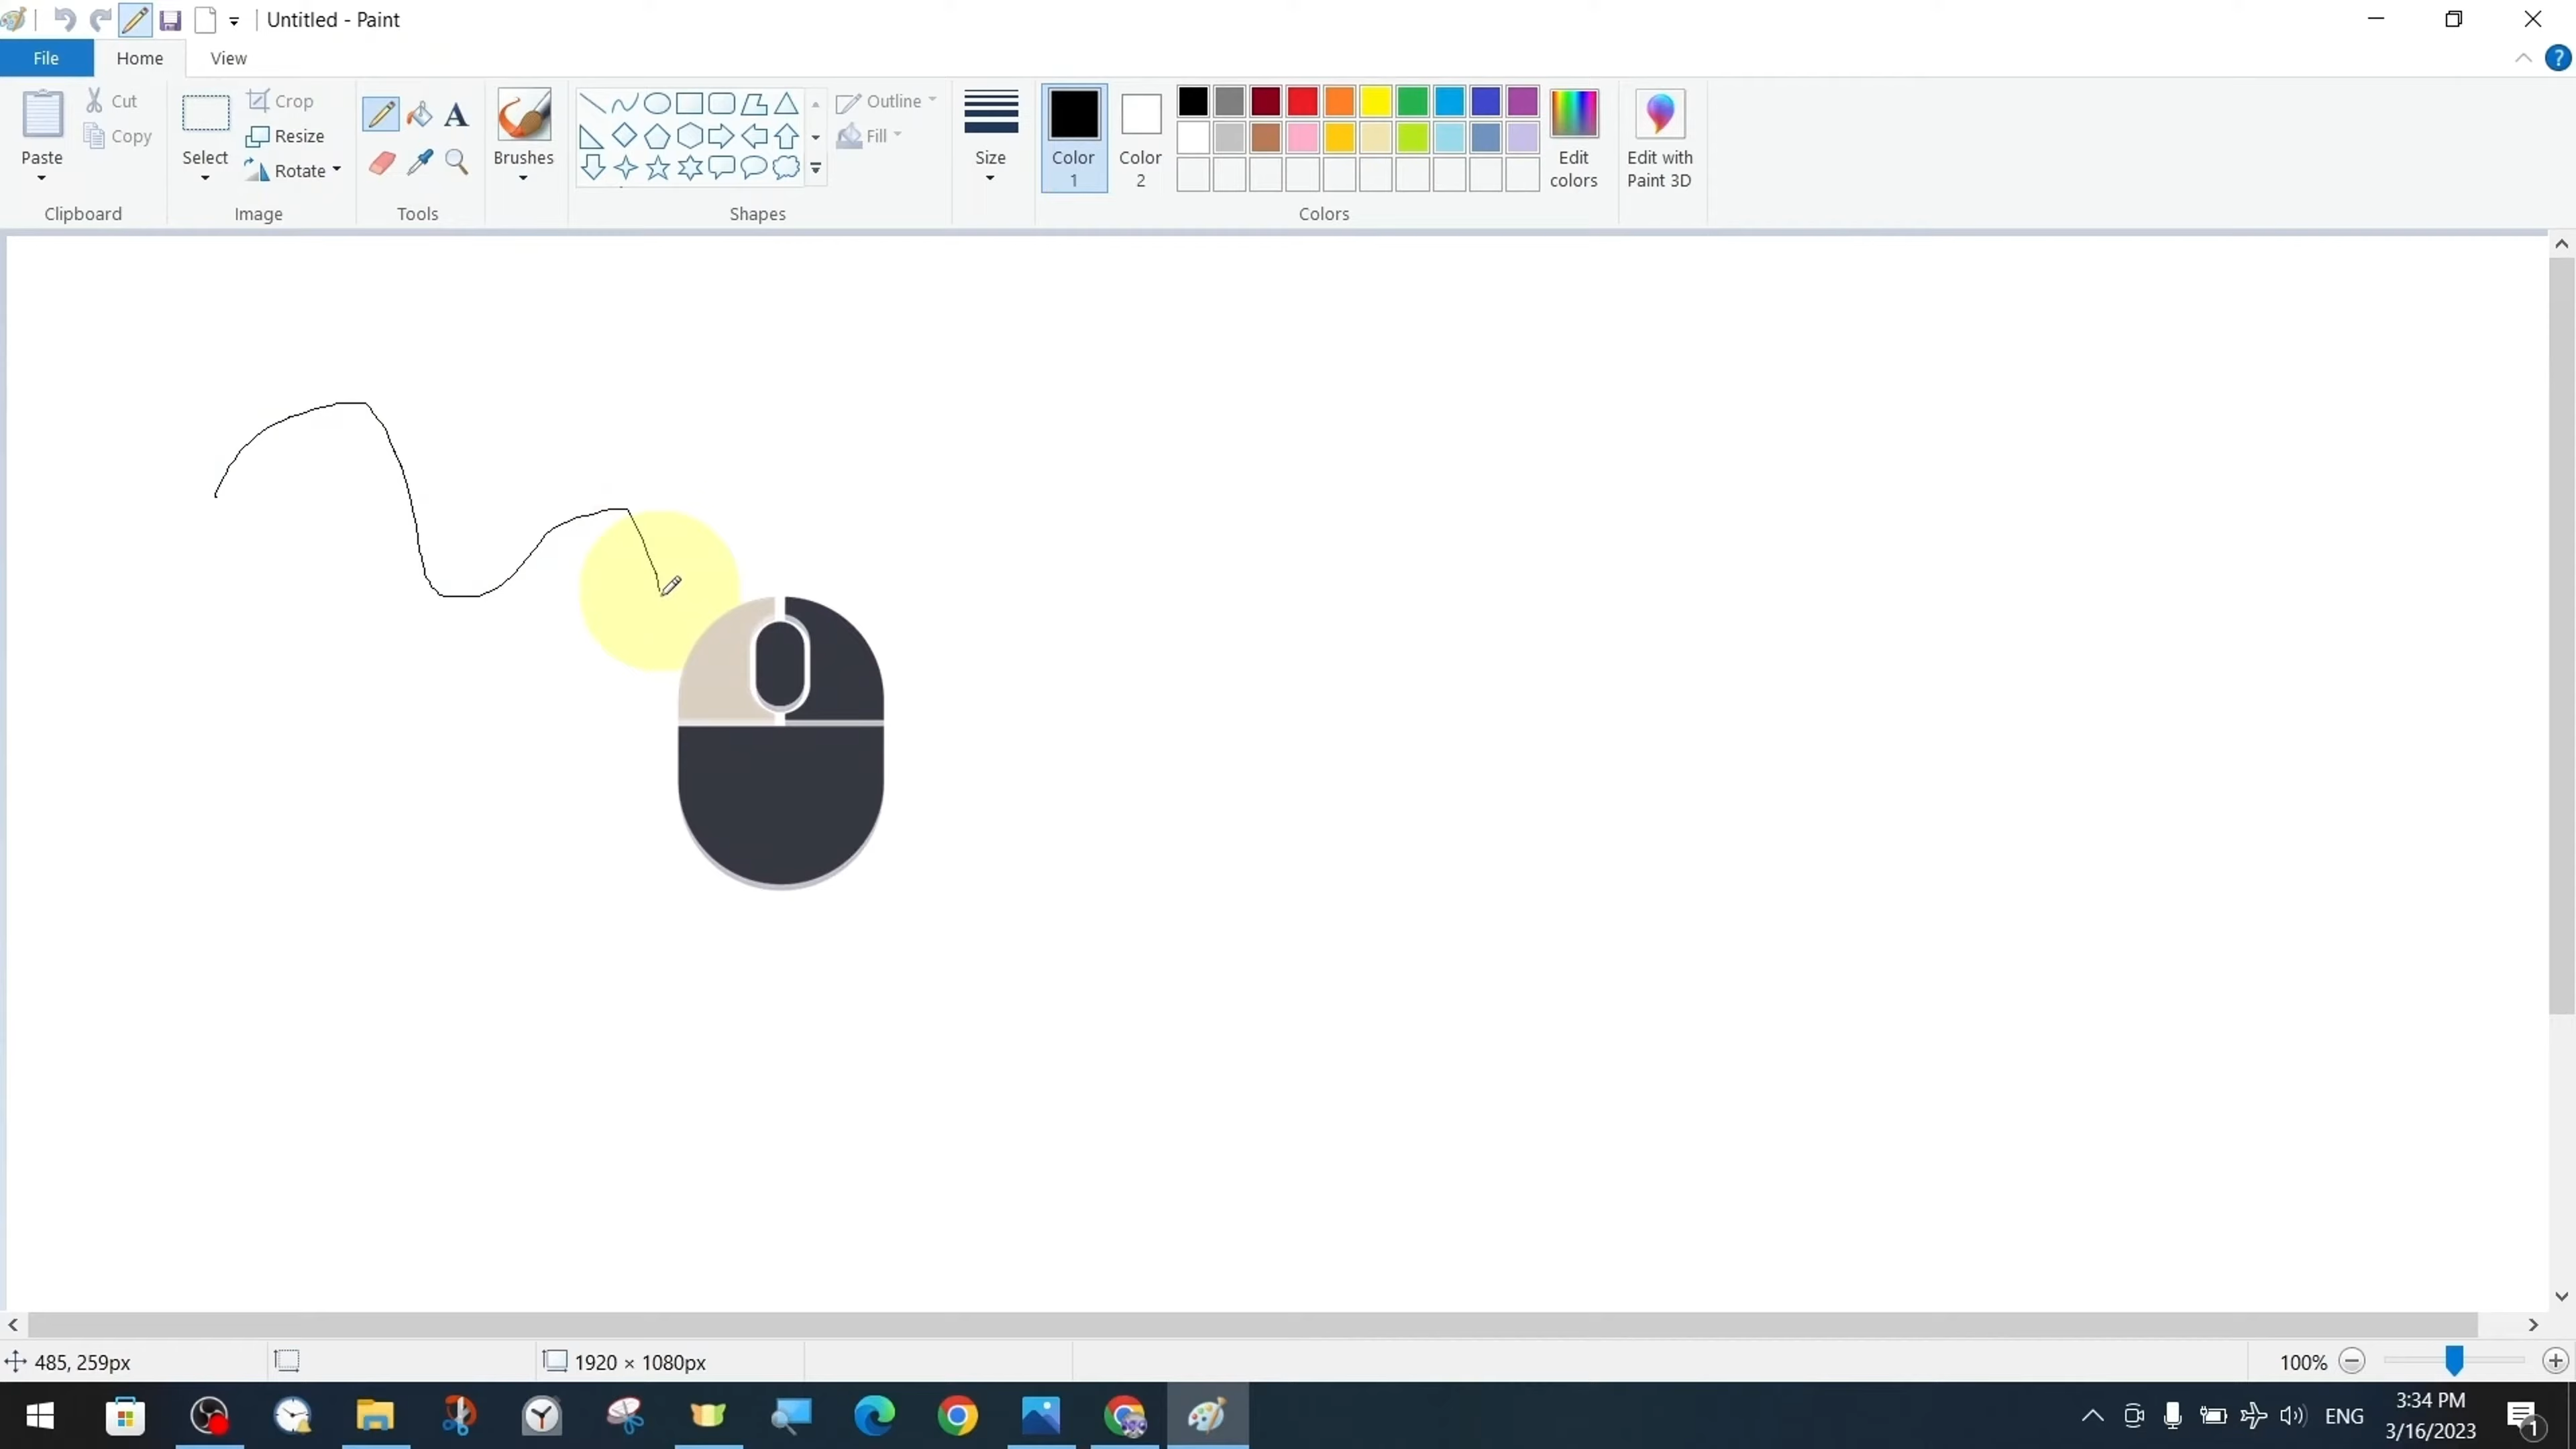 Untitled - Paint
File Home View
Paste
Cut
Copy
Clipboard
Select
Crop
Resize
Rotate
Image
A
Tools
Brushes
Outline
Fill
Shapes
Size
Color
1
Color
2
Edit
colors
Colors
Edit with
Paint 3D
485, 259px
1920 × 1080px
100%
ENG
3:34 PM
3/16/2023
1